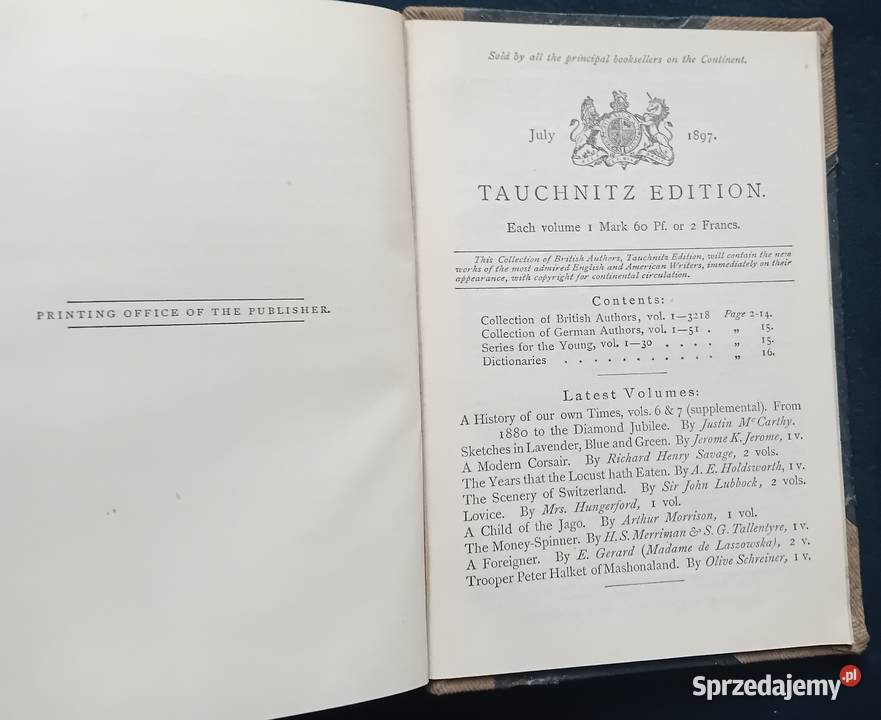 PRINTING OFFICE OF THE PUBLISHER.
Sold by all the principal booksellers on the Continent.
July 1897.
TAUCHNITZ EDITION.
Each volume 1 Mark 60 Pf. or 2 Francs.
This Collection of British Authors, Tauchnitz Edition, will contain the new
works of the most admired English and American Writers, immediately on their
appearance, with copyright for continental circulation.
Contents:
Collection of British Authors, vol. 1—3218 Page 2-14.
Collection of German Authors, vol. 1—51 . „ 15.
Series for the Young, vol. 1—30 . . . . „ 15.
Dictionaries . . . . . . . . . . „ 16.
Latest Volumes:
A History of our own Times, vols. 6 & 7 (supplemental). From
1880 to the Diamond Jubilee. By Justin McCarthy.
Sketches in Lavender, Blue and Green. By Jerome K. Jerome, 1 v.
A Modern Corsair. By Richard Henry Savage, 2 vols.
The Years that the Locust hath Eaten. By A. E. Holdsworth, 1 v.
The Scenery of Switzerland. By Sir John Lubbock, 2 vols.
Lovice. By Mrs. Hungerford, 1 vol.
A Child of the Jago. By Arthur Morrison, 1 vol.
The Money-Spinner. By H. S. Merriman & S. G. Tallentyre, 1 v.
A Foreigner. By E. Gerard (Madame de Laszowska), 2 v.
Trooper Peter Halket of Mashonaland. By Olive Schreiner, 1 v.
Sprzedajemy.pl